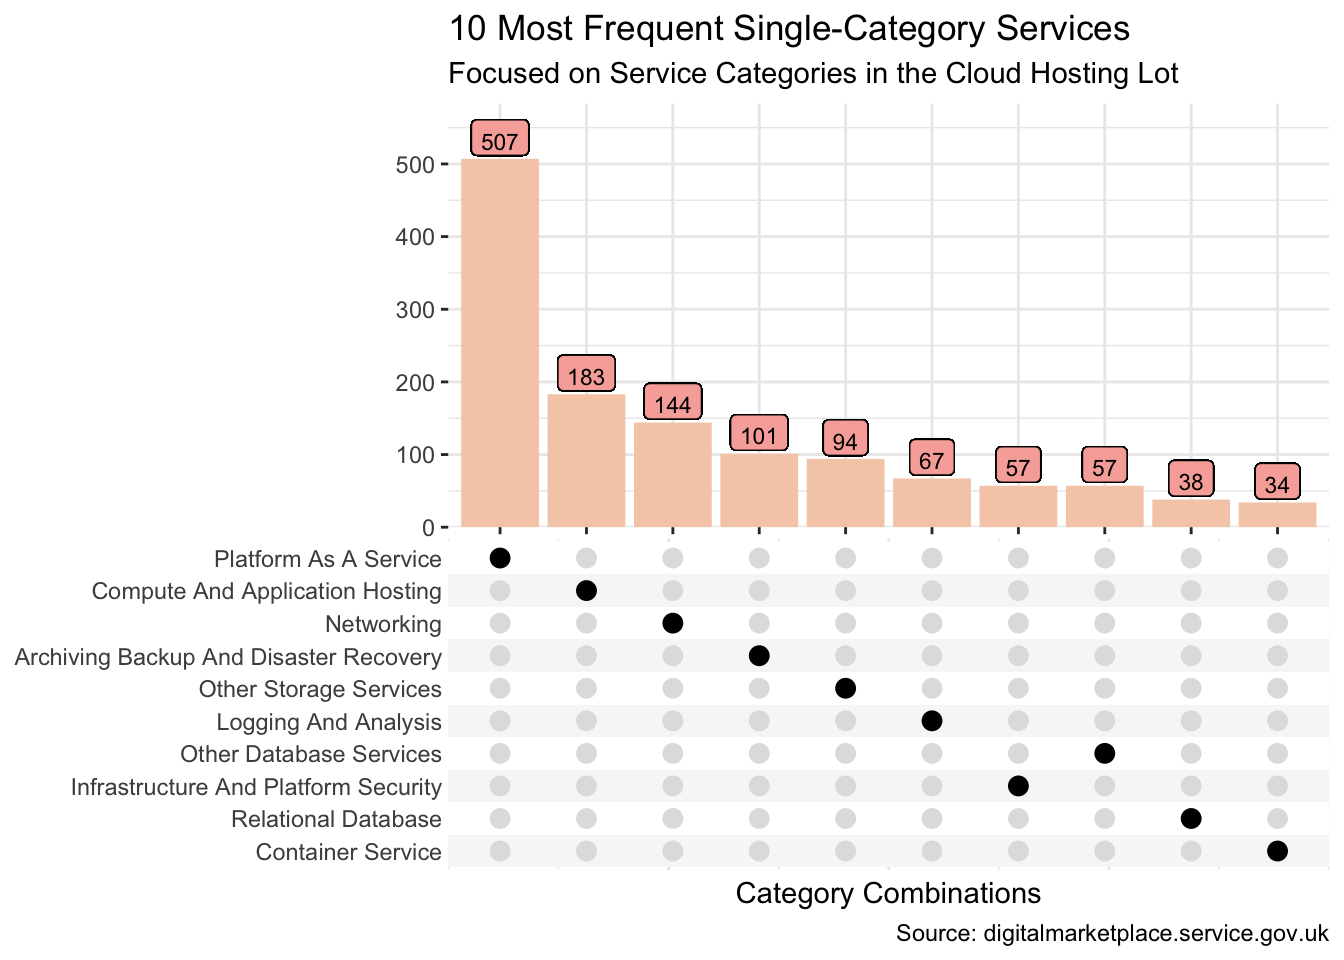 10 Most Frequent Single-Category Services
Focused on Service Categories in the Cloud Hosting Lot
507
183
144
101
94
67
57
57
38
34
500
400
300
200
100
0
Platform As A Service
Compute And Application Hosting
Networking
Archiving Backup And Disaster Recovery
Other Storage Services
Logging And Analysis
Other Database Services
Infrastructure And Platform Security
Relational Database
Container Service
Category Combinations
Source: digitalmarketplace.service.gov.uk